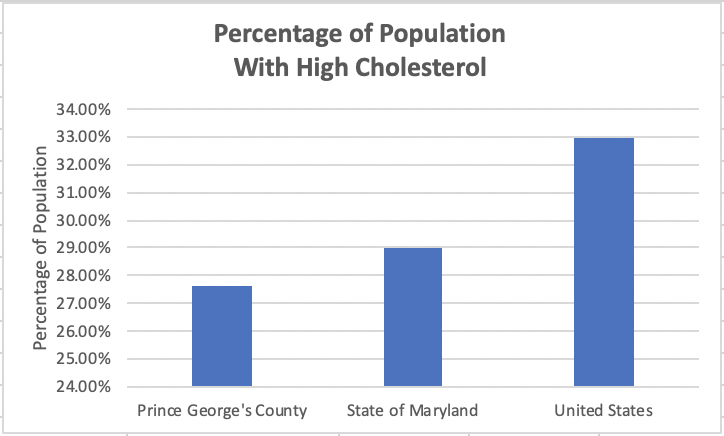 Percentage of Population
With High Cholesterol
Percentage of Population
34.00%
33.00%
32.00%
31.00%
30.00%
29.00%
28.00%
27.00%
26.00%
25.00%
24.00%
Prince George's County
State of Maryland
United States